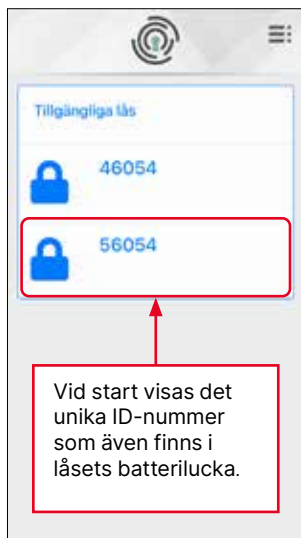 Tillgängliga lås
46054
56054
Vid start visas det
unika ID-nummer
som även finns i
låsets batterilucka.